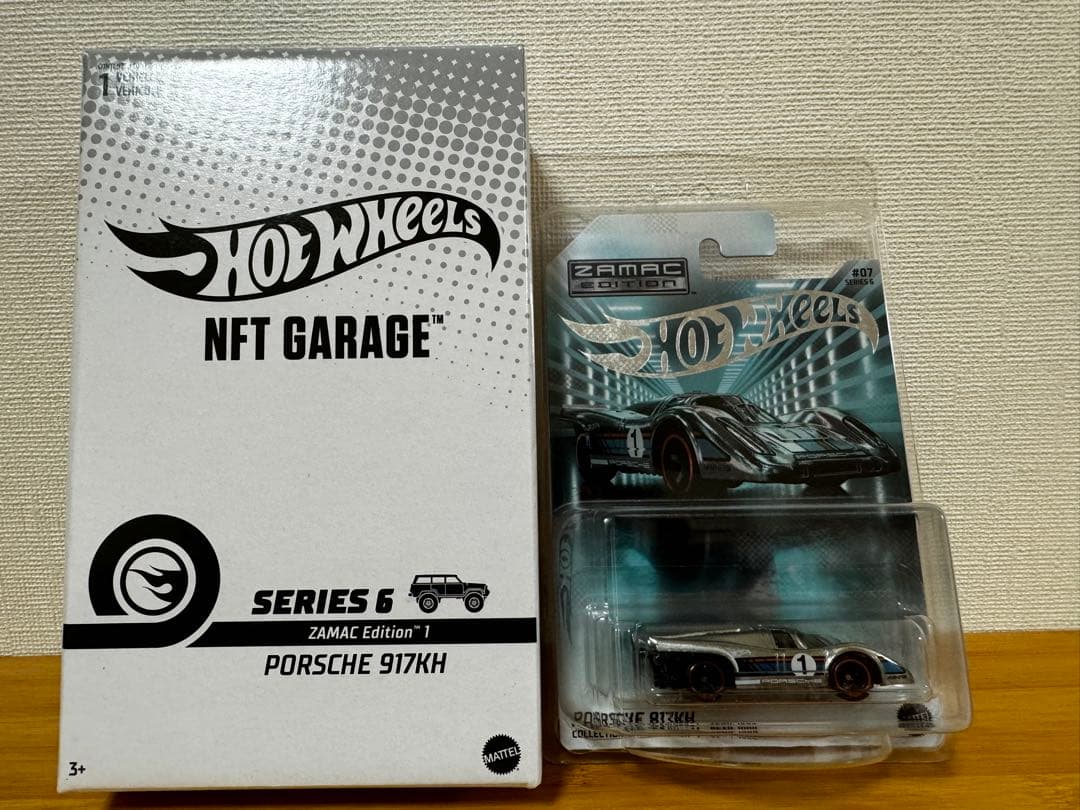 1
HOT WHEELS
NFT GARAGE™
SERIES 6
ZAMAC Edition™ 1
PORSCHE 917KH
MATTEL
3+
ZAMAC
EDITION
#07
SERIES 6
HOT WHEELS
1
PORSCHE
1
PORSCHE